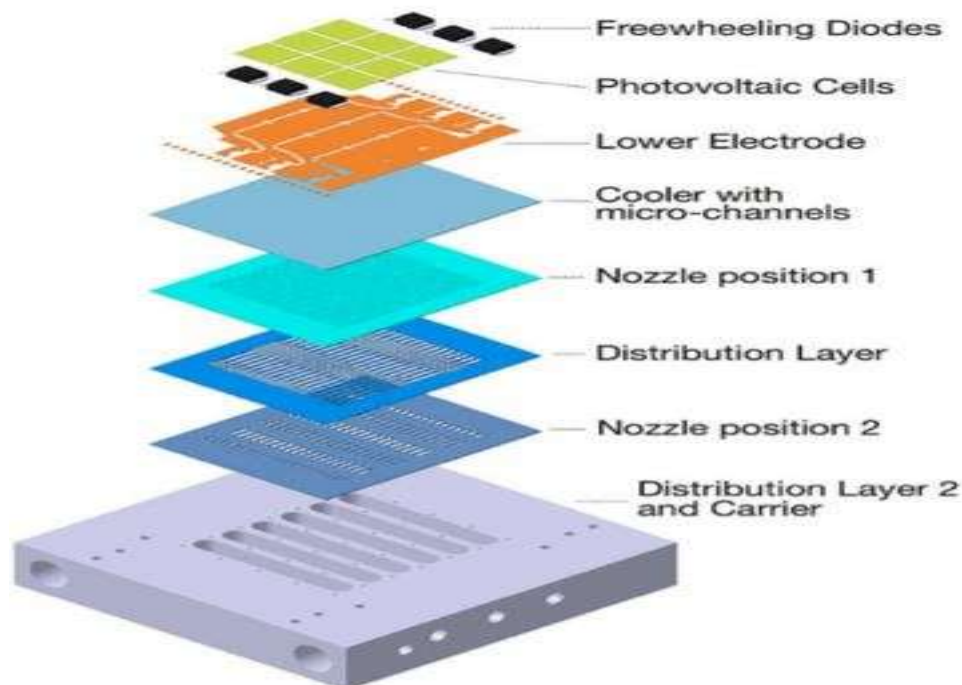 Freewheeling Diodes
Photovoltaic Cells
Lower Electrode
Cooler with
micro-channels
Nozzle position 1
Distribution Layer
Nozzle position 2
Distribution Layer 2
and Carrier